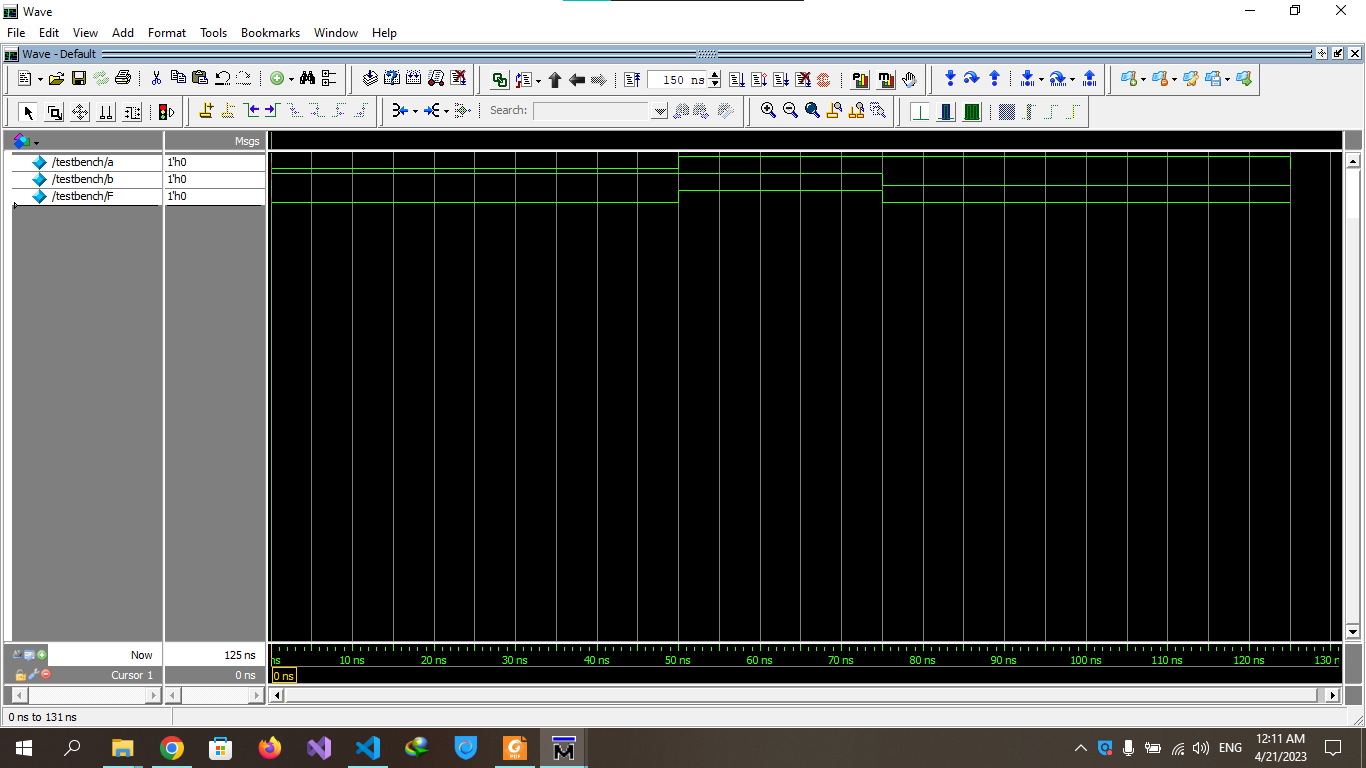 Wave
File Edit View Add Format Tools Bookmarks Window Help
Wave - Default
150 ns
Search:
Msgs
/testbench/a 1'h0
/testbench/b 1'h0
/testbench/F 1'h0
Now 125 ns
ns 10 ns 20 ns 30 ns 40 ns 50 ns 60 ns 70 ns 80 ns 90 ns 100 ns 110 ns 120 ns 130 n
Cursor 1 0 ns
0 ns
0 ns to 131 ns
PDF
M
ENG
12:11 AM
4/21/2023